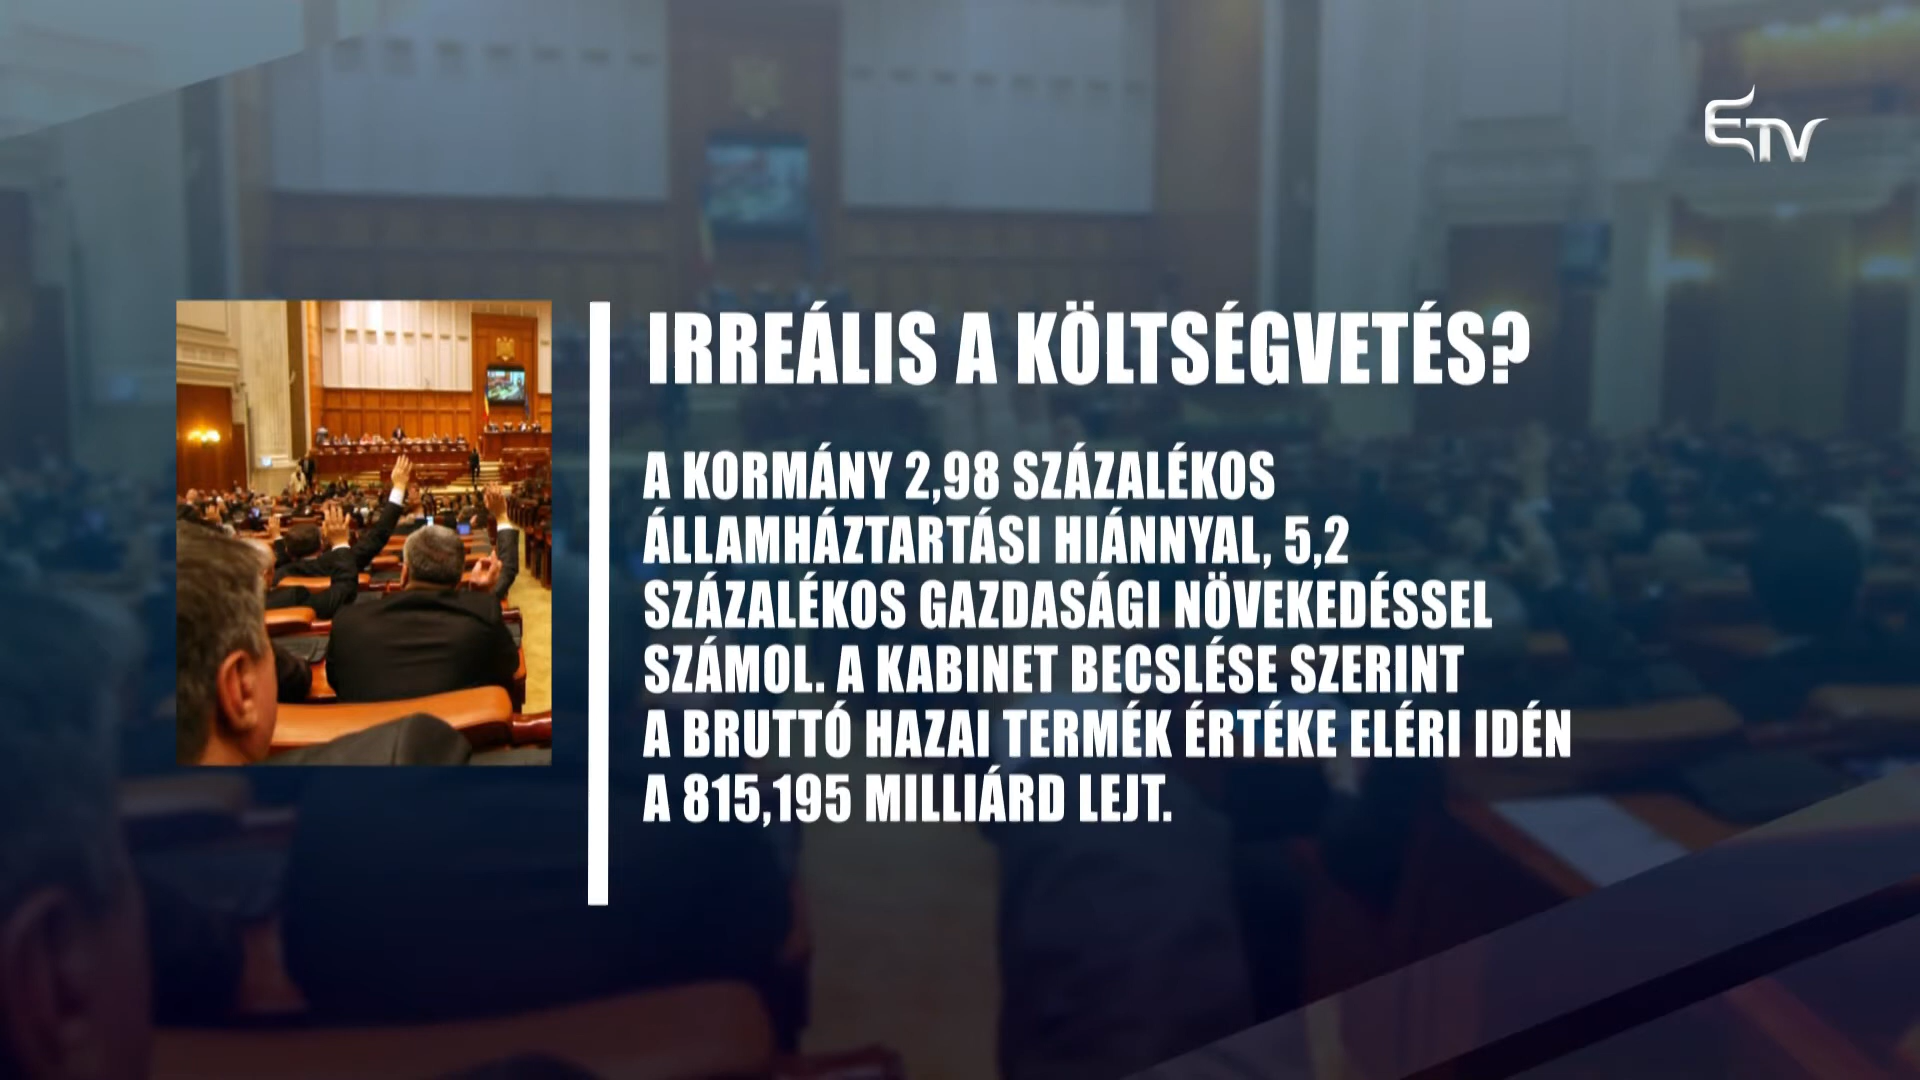 ETV
IRREÁLIS A KÖLTSÉGVETÉS?
A KORMÁNY 2,98 SZÁZALÉKOS
ÁLLAMHÁZTARTÁSI HIÁNNYAL, 5,2
SZÁZALÉKOS GAZDASÁGI NÖVEKEDÉSSEL
SZÁMOL. A KABINET BECSLÉSE SZERINT
A BRUTTÓ HAZAI TERMÉK ÉRTÉKE ELÉRI IDÉN
A 815,195 MILLIÁRD LEJT.